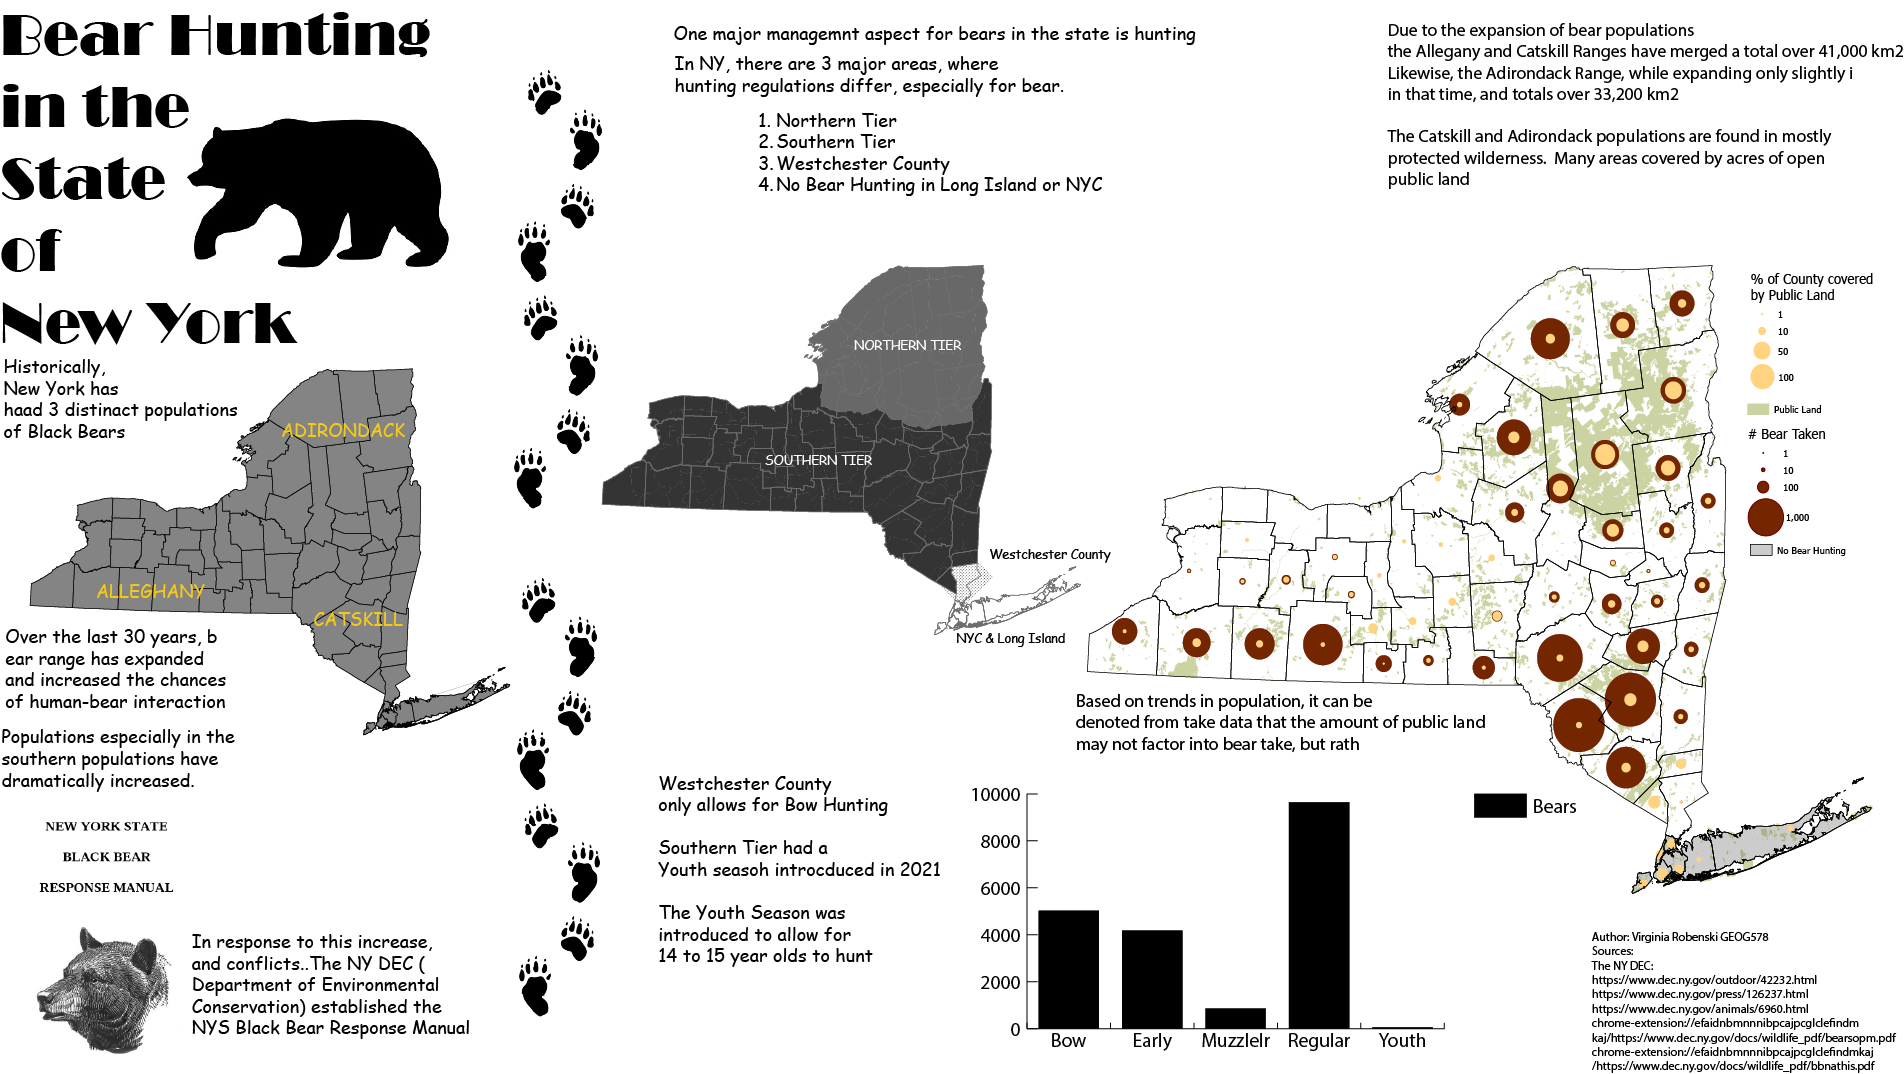 Bear Hunting
in the
State
of
New York
Historically,
New York has
haad 3 distinact populations
of Black Bears
ADIRONDACK
ALLEGHANY
CATSKILL
Over the last 30 years, b
ear range has expanded
and increased the chances
of human-bear interaction
Populations especially in the
southern populations have
dramatically increased.
NEW YORK STATE
BLACK BEAR
RESPONSE MANUAL
In response to this increase,
and conflicts..The NY DEC (
Department of Environmental
Conservation) established the
NYS Black Bear Response Manual
One major managemnt aspect for bears in the state is hunting
In NY, there are 3 major areas, where
hunting regulations differ, especially for bear.
1. Northern Tier
2. Southern Tier
3. Westchester County
4. No Bear Hunting in Long Island or NYC
NORTHERN TIER
SOUTHERN TIER
Westchester County
NYC & Long Island
Westchester County
only allows for Bow Hunting
Southern Tier had a
Youth seasoh introcduced in 2021
The Youth Season was
introduced to allow for
14 to 15 year olds to hunt
Due to the expansion of bear populations
the Allegany and Catskill Ranges have merged a total over 41,000 km2
Likewise, the Adirondack Range, while expanding only slightly i
in that time, and totals over 33,200 km2
The Catskill and Adirondack populations are found in mostly
protected wilderness.  Many areas covered by acres of open
public land
% of County covered
by Public Land
1
10
50
100
Public Land
# Bear Taken
1
10
100
1,000
No Bear Hunting
Based on trends in population, it can be
denoted from take data that the amount of public land
may not factor into bear take, but rath
10000
8000
6000
4000
2000
0
Bow
Early
Muzzlelr
Regular
Youth
Bears
Author: Virginia Robenski GEOG578
Sources:
The NY DEC:
https://www.dec.ny.gov/outdoor/42232.html
https://www.dec.ny.gov/press/126237.html
https://www.dec.ny.gov/animals/6960.html
chrome-extension://efaidnbmnnnibpcajpcglclefindm
kaj/https://www.dec.ny.gov/docs/wildlife_pdf/bearsopm.pdf
chrome-extension://efaidnbmnnnibpcajpcglclefindmkaj
/https://www.dec.ny.gov/docs/wildlife_pdf/bbnathis.pdf